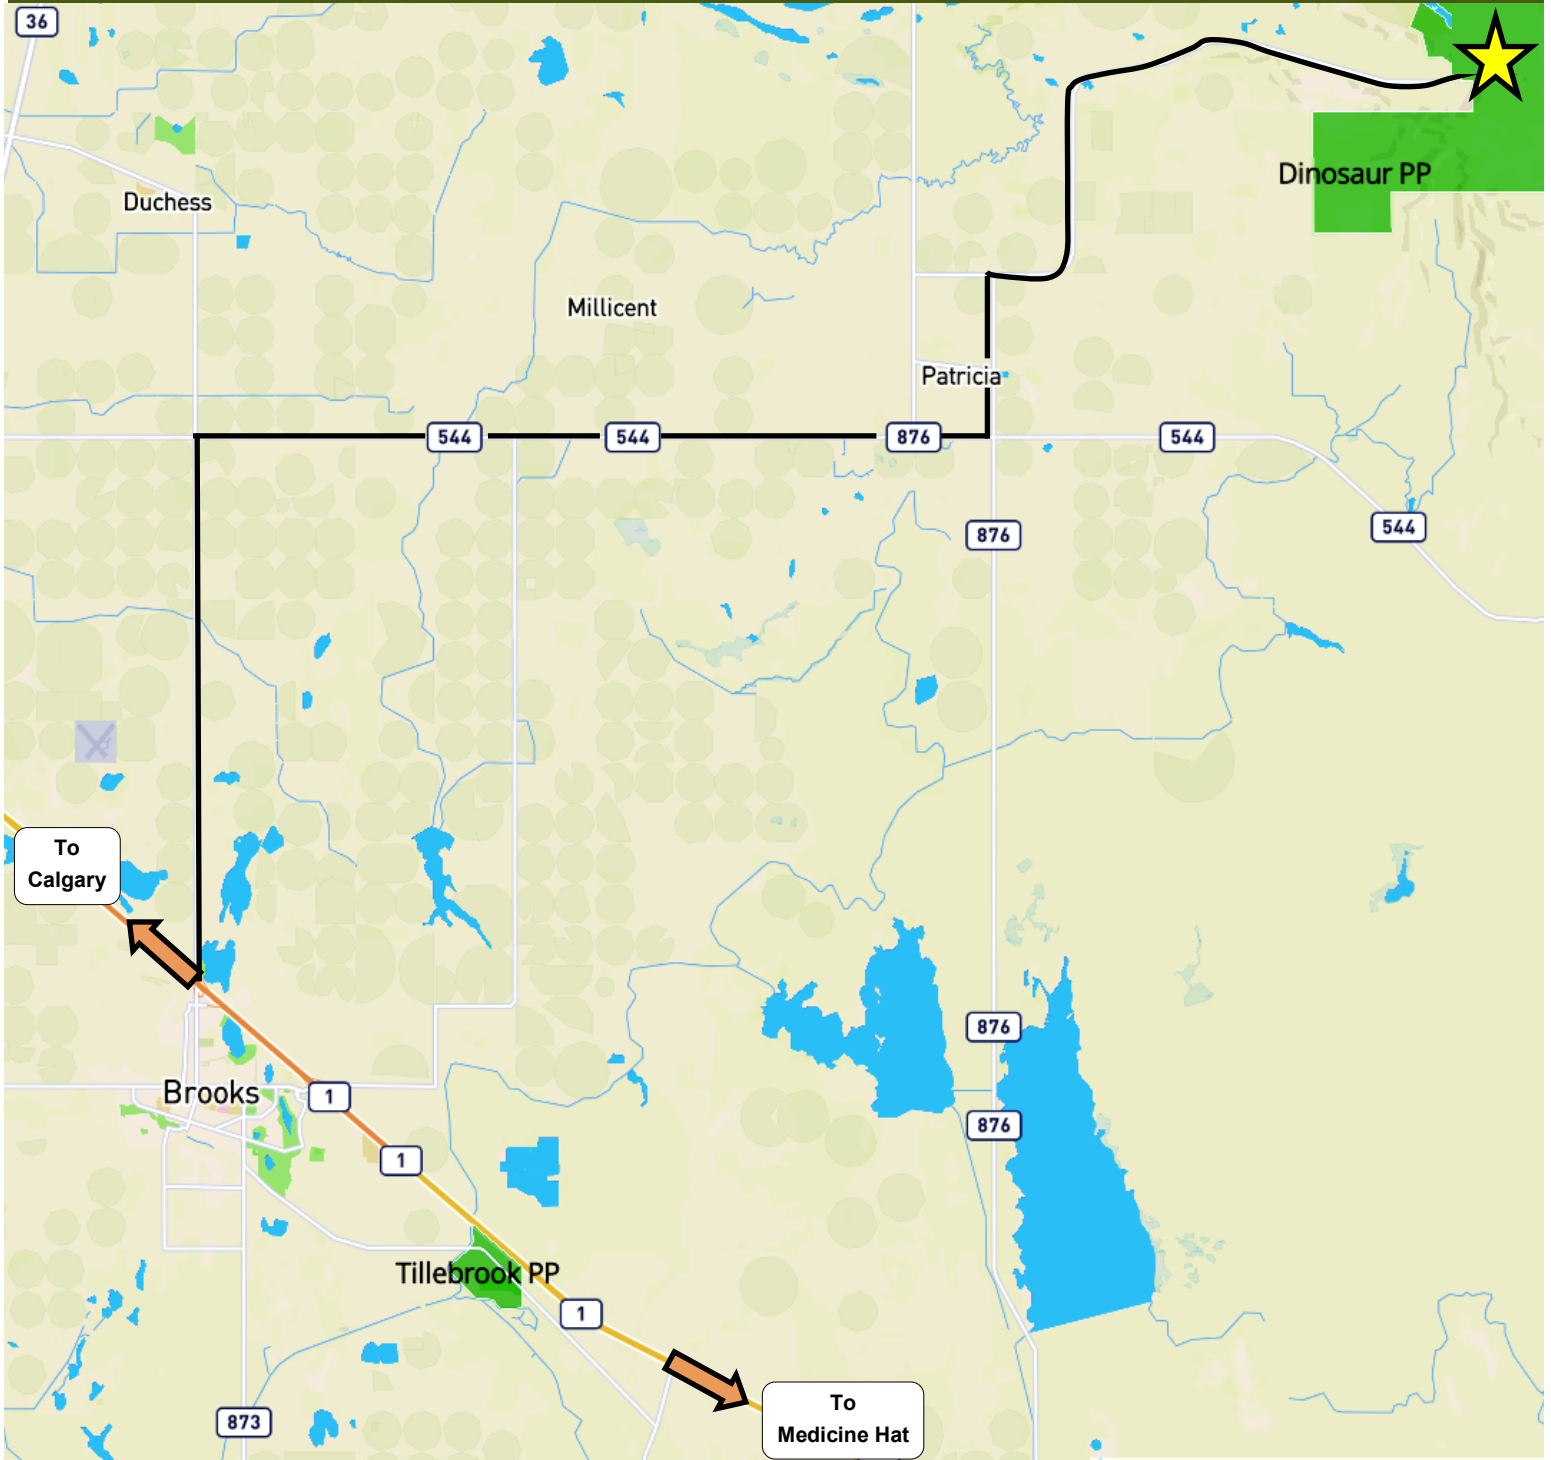 36
Duchess
Dinosaur PP
Millicent
Patricia
544
544
876
544
876
544
To
Calgary
876
Brooks
1
876
1
Tillebrook PP
1
To
Medicine Hat
873